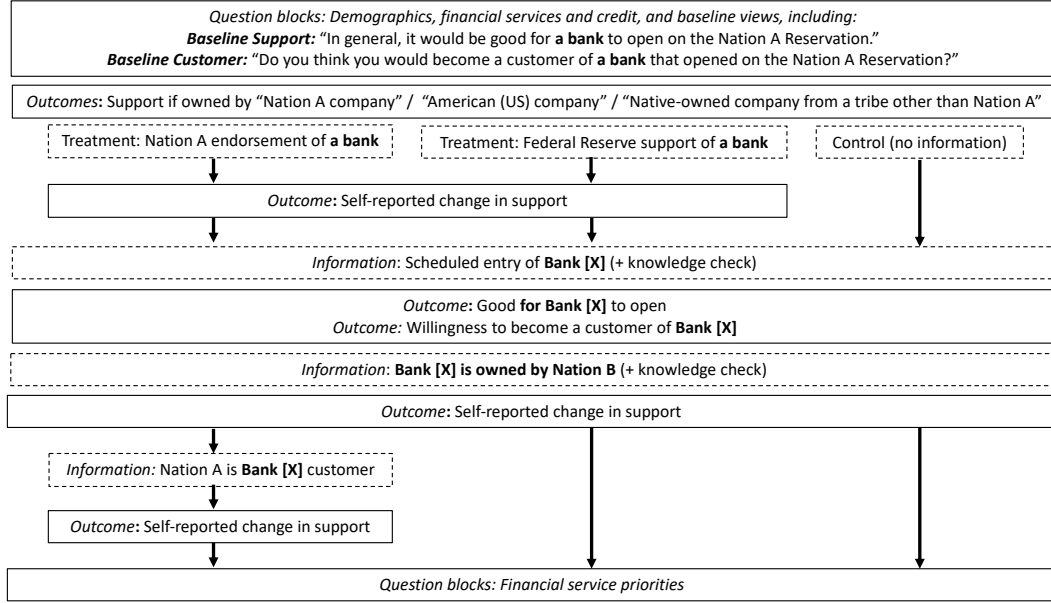 Question blocks: Demographics, financial services and credit, and baseline views, including:
Baseline Support: “In general, it would be good for a bank to open on the Nation A Reservation.”
Baseline Customer: “Do you think you would become a customer of a bank that opened on the Nation A Reservation?”
Outcomes: Support if owned by “Nation A company” / “American (US) company” / “Native-owned company from a tribe other than Nation A”
Treatment: Nation A endorsement of a bank
Treatment: Federal Reserve support of a bank
Control (no information)
Outcome: Self-reported change in support
Information: Scheduled entry of Bank [X] (+ knowledge check)
Outcome: Good for Bank [X] to open
Outcome: Willingness to become a customer of Bank [X]
Information: Bank [X] is owned by Nation B (+ knowledge check)
Outcome: Self-reported change in support
Information: Nation A is Bank [X] customer
Outcome: Self-reported change in support
Question blocks: Financial service priorities